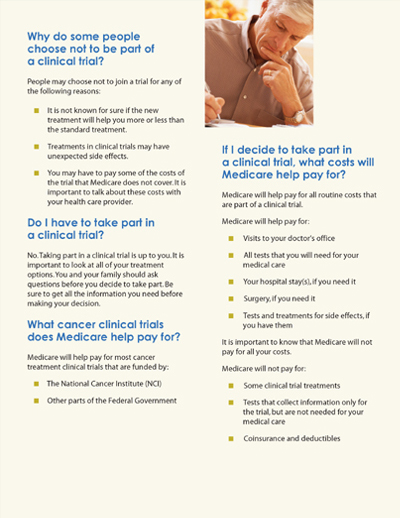 Why do some people
choose not to be part of
a clinical trial?
People may choose not to join a trial for any of
the following reasons:
It is not known for sure if the new
treatment will help you more or less than
the standard treatment.
Treatments in clinical trials may have
unexpected side effects.
You may have to pay some of the costs of
the trial that Medicare does not cover. It is
important to talk about these costs with
your health care provider.
Do I have to take part in
a clinical trial?
No. Taking part in a clinical trial is up to you. It is
important to look at all of your treatment
options. You and your family should ask
questions before you decide to take part. Be
sure to get all the information you need before
making your decision.
What cancer clinical trials
does Medicare help pay for?
Medicare will help pay for most cancer
treatment clinical trials that are funded by:
The National Cancer Institute (NCI)
Other parts of the Federal Government
If I decide to take part in
a clinical trial, what costs will
Medicare help pay for?
Medicare will help pay for all routine costs that
are part of a clinical trial.
Medicare will help pay for:
Visits to your doctor's office
All tests that you will need for your
medical care
Your hospital stay(s), if you need it
Surgery, if you need it
Tests and treatments for side effects, if
you have them
It is important to know that Medicare will not
pay for all your costs.
Medicare will not pay for:
Some clinical trial treatments
Tests that collect information only for
the trial, but are not needed for your
medical care
Coinsurance and deductibles